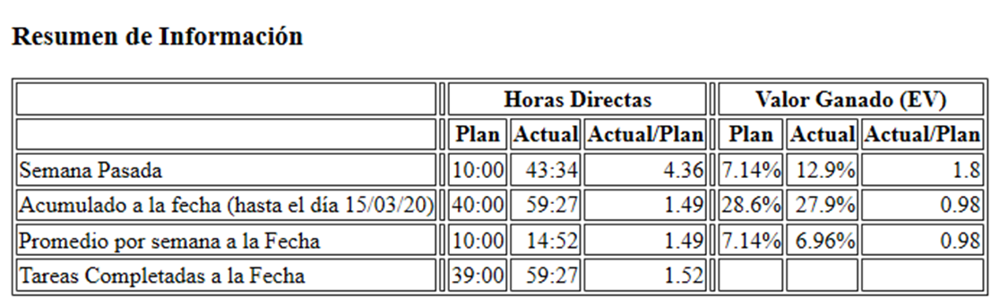 Resumen de Información
Horas Directas Valor Ganado (EV)
Plan Actual Actual/Plan Plan Actual Actual/Plan
Semana Pasada 10:00 43:34 4.36 7.14% 12.9% 1.8
Acumulado a la fecha (hasta el día 15/03/20) 40:00 59:27 1.49 28.6% 27.9% 0.98
Promedio por semana a la Fecha 10:00 14:52 1.49 7.14% 6.96% 0.98
Tareas Completadas a la Fecha 39:00 59:27 1.52